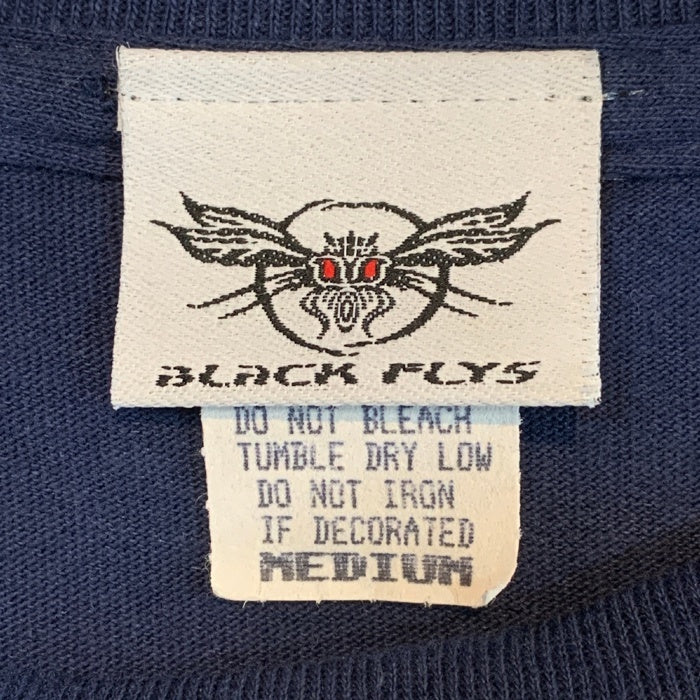 BLACK FLYS
DO NOT BLEACH
TUMBLE DRY LOW
DO NOT IRON
IF DECORATED
MEDIUM